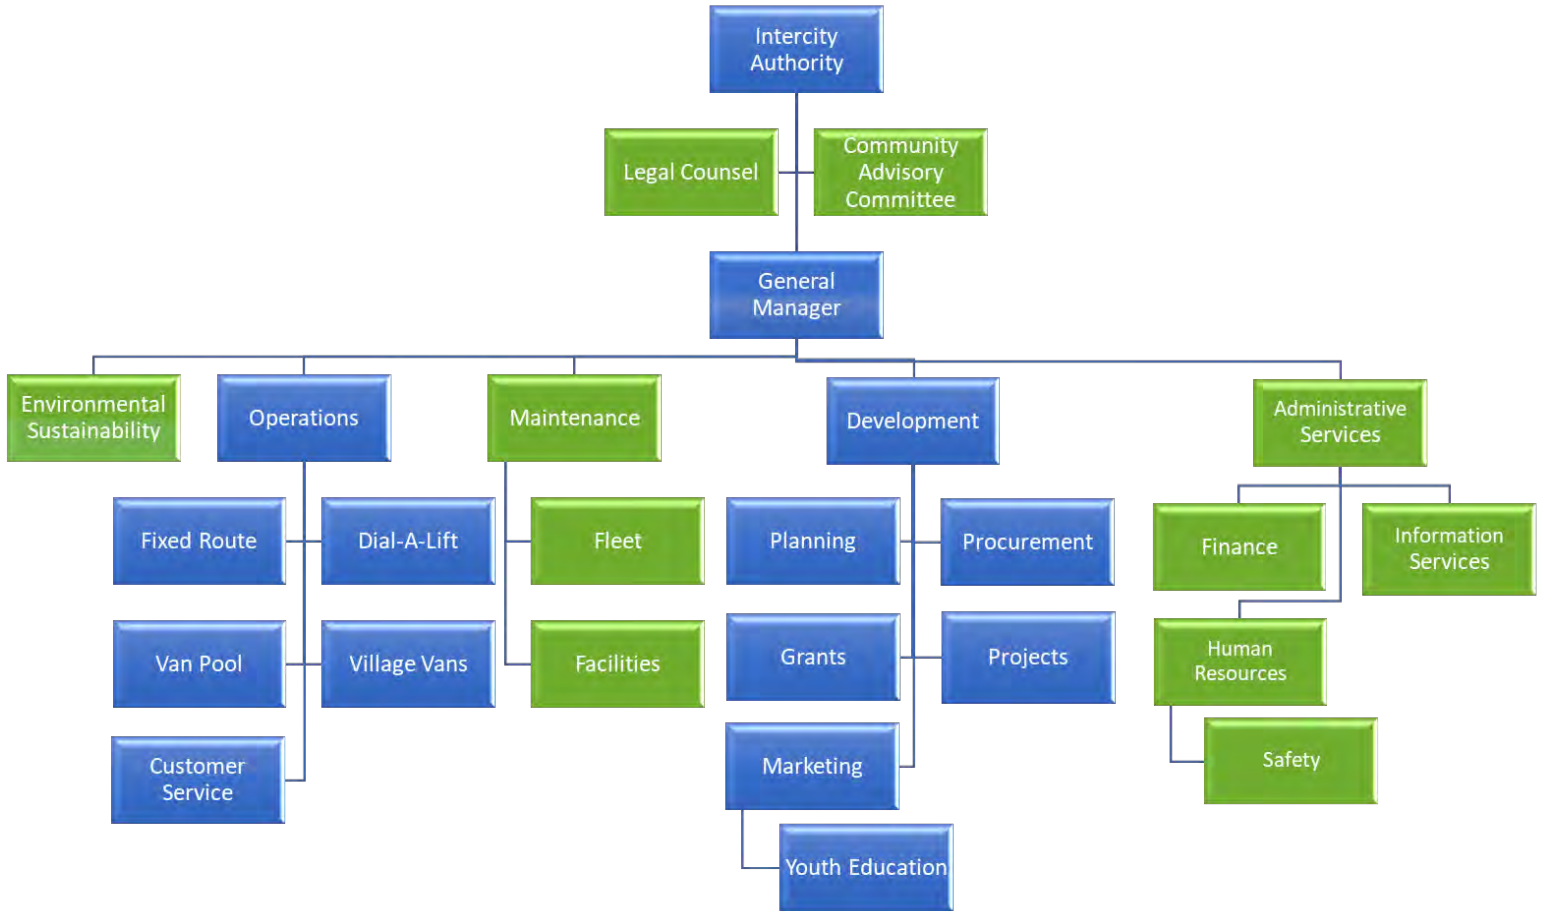 Intercity
Authority
Legal Counsel
Community
Advisory
Committee
General
Manager
Environmental
Sustainability
Operations
Maintenance
Development
Administrative
Services
Fixed Route
Dial-A-Lift
Fleet
Planning
Procurement
Finance
Information
Services
Van Pool
Village Vans
Facilities
Grants
Projects
Human
Resources
Customer
Service
Marketing
Safety
Youth Education